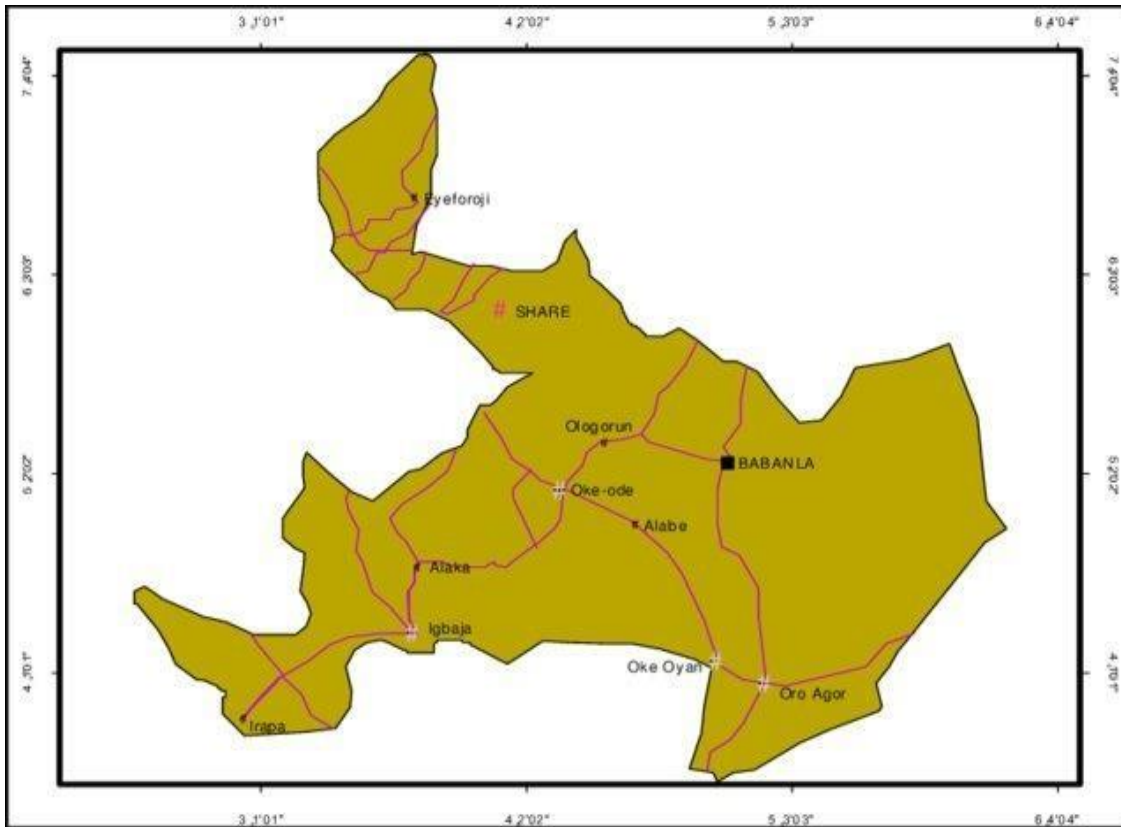 3,1'01" 4,2'02" 5,3'03" 6,4'04"
7,4'04" 7,4'04"
Eyeforoji
6,3'03" 6,3'03"
# SHARE
Ologorun
BABANLA
5,2'02" 5,2'02"
Oke-ode
Alabe
Alaka
Igbaja
Oke Oyan
4,1'01" 4,1'01"
Oro Agor
Irapa
3,1'01" 4,2'02" 5,3'03" 6,4'04"